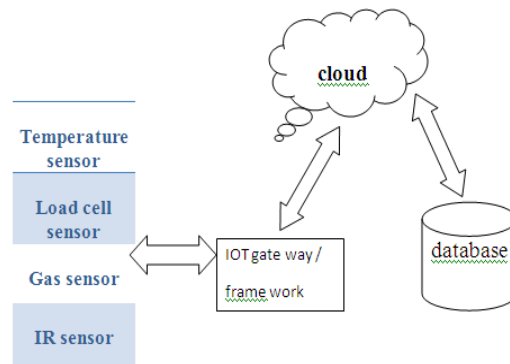 cloud
Temperature
sensor
Load cell
sensor
Gas sensor
IR sensor
IOT gate way /
frame work
database